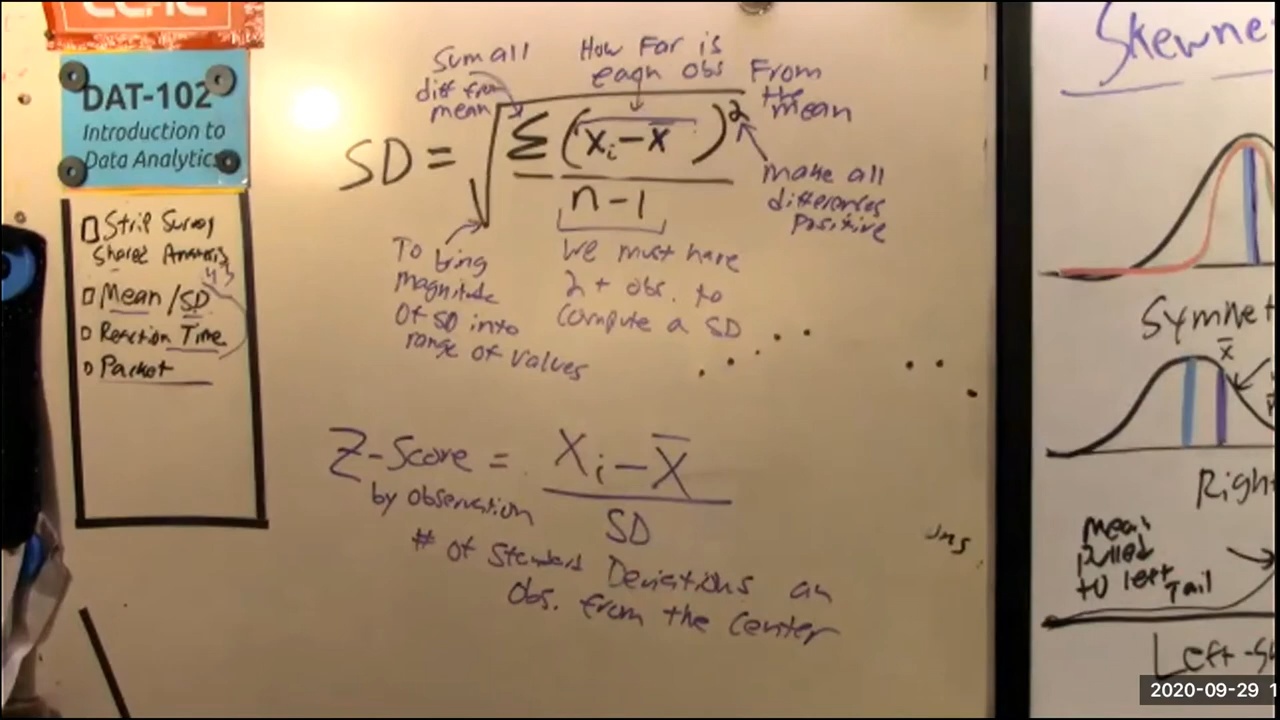 CCAC
DAT-102
Introduction to
Data Analytics
Strip Survey
Shared Analysis
Mean / SD
Reaction Time
Packet
Sum all
diff from
mean
How Far is
each obs From
the
mean
SD = √ Σ (xᵢ – x̄)²
n – 1
make all
differences
Positive
To bring
magnitude
of SD into
range of values
We must have
2 + obs. to
compute a SD
Z-Score = Xᵢ – X̄
SD
by observation
# of Standard Deviations an
Obs. from the center
Skewne
Symmet
x̄
Right
Mean
pulled
to left
Tail
Left-S
2020-09-29 1